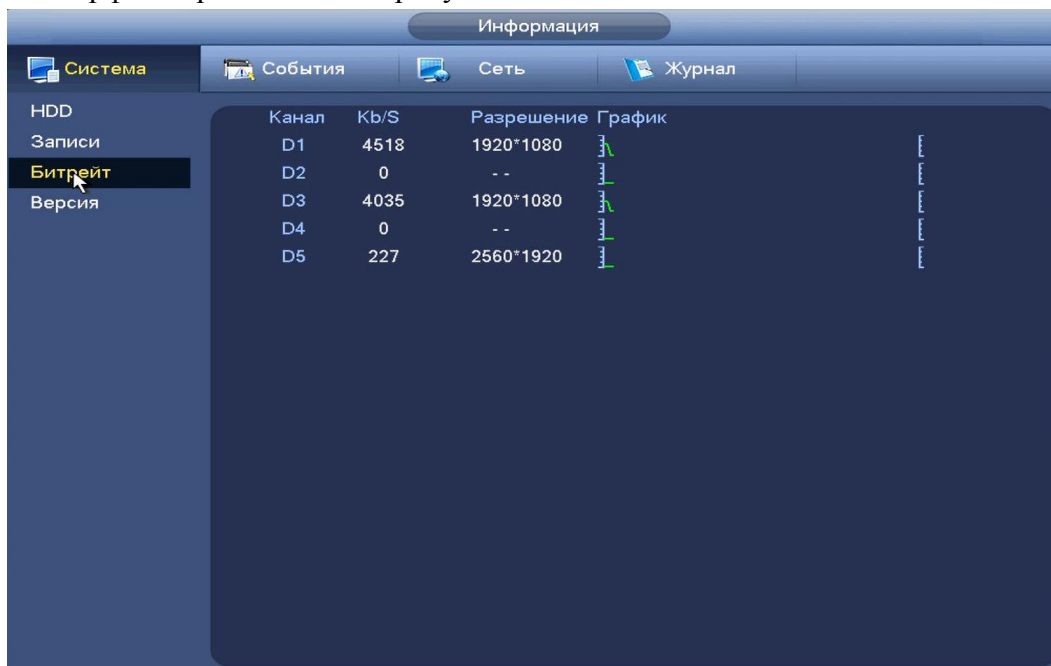 Информация
Система События Сеть Журнал
HDD
Записи
Битрейт
Версия
Канал Kb/S Разрешение График
D1 4518 1920*1080
D2 0 - -
D3 4035 1920*1080
D4 0 - -
D5 227 2560*1920